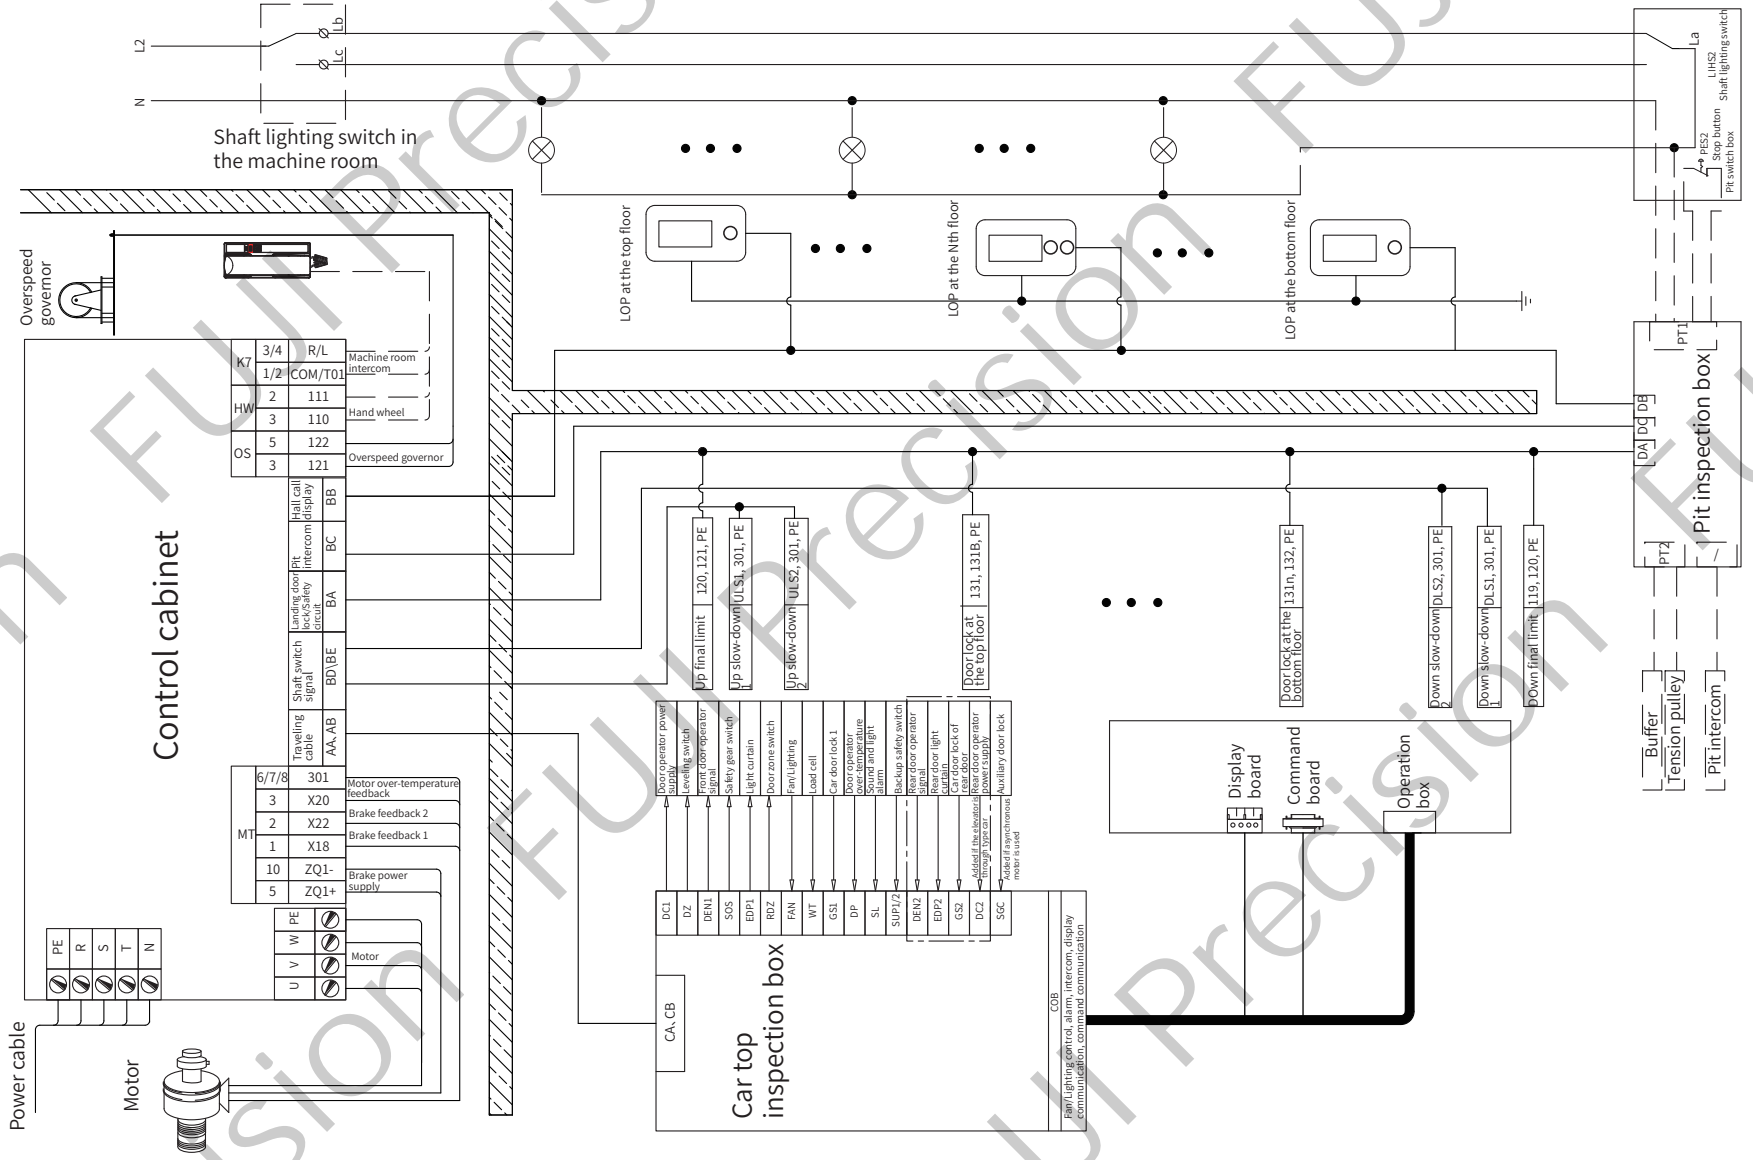 L2
N
Lb
Lc
Shaft lighting switch in
the machine room
La
LIHS2
Shaft lighting switch
PES2
Stop button
Pit switch box
LOP at the top floor
LOP at the Nth floor
LOP at the bottom floor
Overspeed
governor
K7
3/4
R/L
1/2
COM/T01
Machine room
intercom
HW
2
111
3
110
Hand wheel
OS
5
122
3
121
Overspeed governor
Hall call
display
BB
Pit
intercom
BC
Landing door
lock/Safety
circuit
BA
Shaft switch
signal
BD\BE
Traveling
cable
AA、AB
Control cabinet
MT
6/7/8
301
Motor over-temperature
feedback
3
X20
Brake feedback 2
2
X22
Brake feedback 1
1
X18
10
ZQ1-
Brake power
supply
5
ZQ1+
PE
W
V
U
Motor
PE
R
S
T
N
Power cable
Motor
Up final limit
120, 121, PE
Up slow-down
1
ULS1, 301, PE
Up slow-down
2
ULS2, 301, PE
Door lock at
the top floor
131, 131B, PE
Door lock at the
bottom floor
131n, 132, PE
Down slow-down
2
DLS2, 301, PE
Down slow-down
1
DLS1, 301, PE
DOwn final limit
119, 120, PE
PT1
DB
DC
DA
Pit inspection box
PT2
/
Buffer
Tension pulley
Pit intercom
Door operator power
supply
Leveling switch
Front door operator
signal
Safety gear switch
Light curtain
Door zone switch
Fan/Lighting
Load cell
Car door lock 1
Door operator
over-temperature
Sound and light
alarm
Backup safety switch
Rear door operator
signal
Rear door light
curtain
Car door lock of
rear door
Rear door operator
power supply
Auxiliary door lock
Added if the elevator is
through type car
Added if asynchronous
motor is used
DC1
DZ
DEN1
SOS
EDP1
RDZ
FAN
WT
GS1
DP
SL
SUP1/2
DEN2
EDP2
GS2
DC2
SGC
CA、CB
Car top
inspection box
COB
Fan/Lighting control, alarm, intercom, display
communication, command communication
Display
board
Command
board
Operation
box
FUJI Precision
FUJI Precision
FUJI Precision